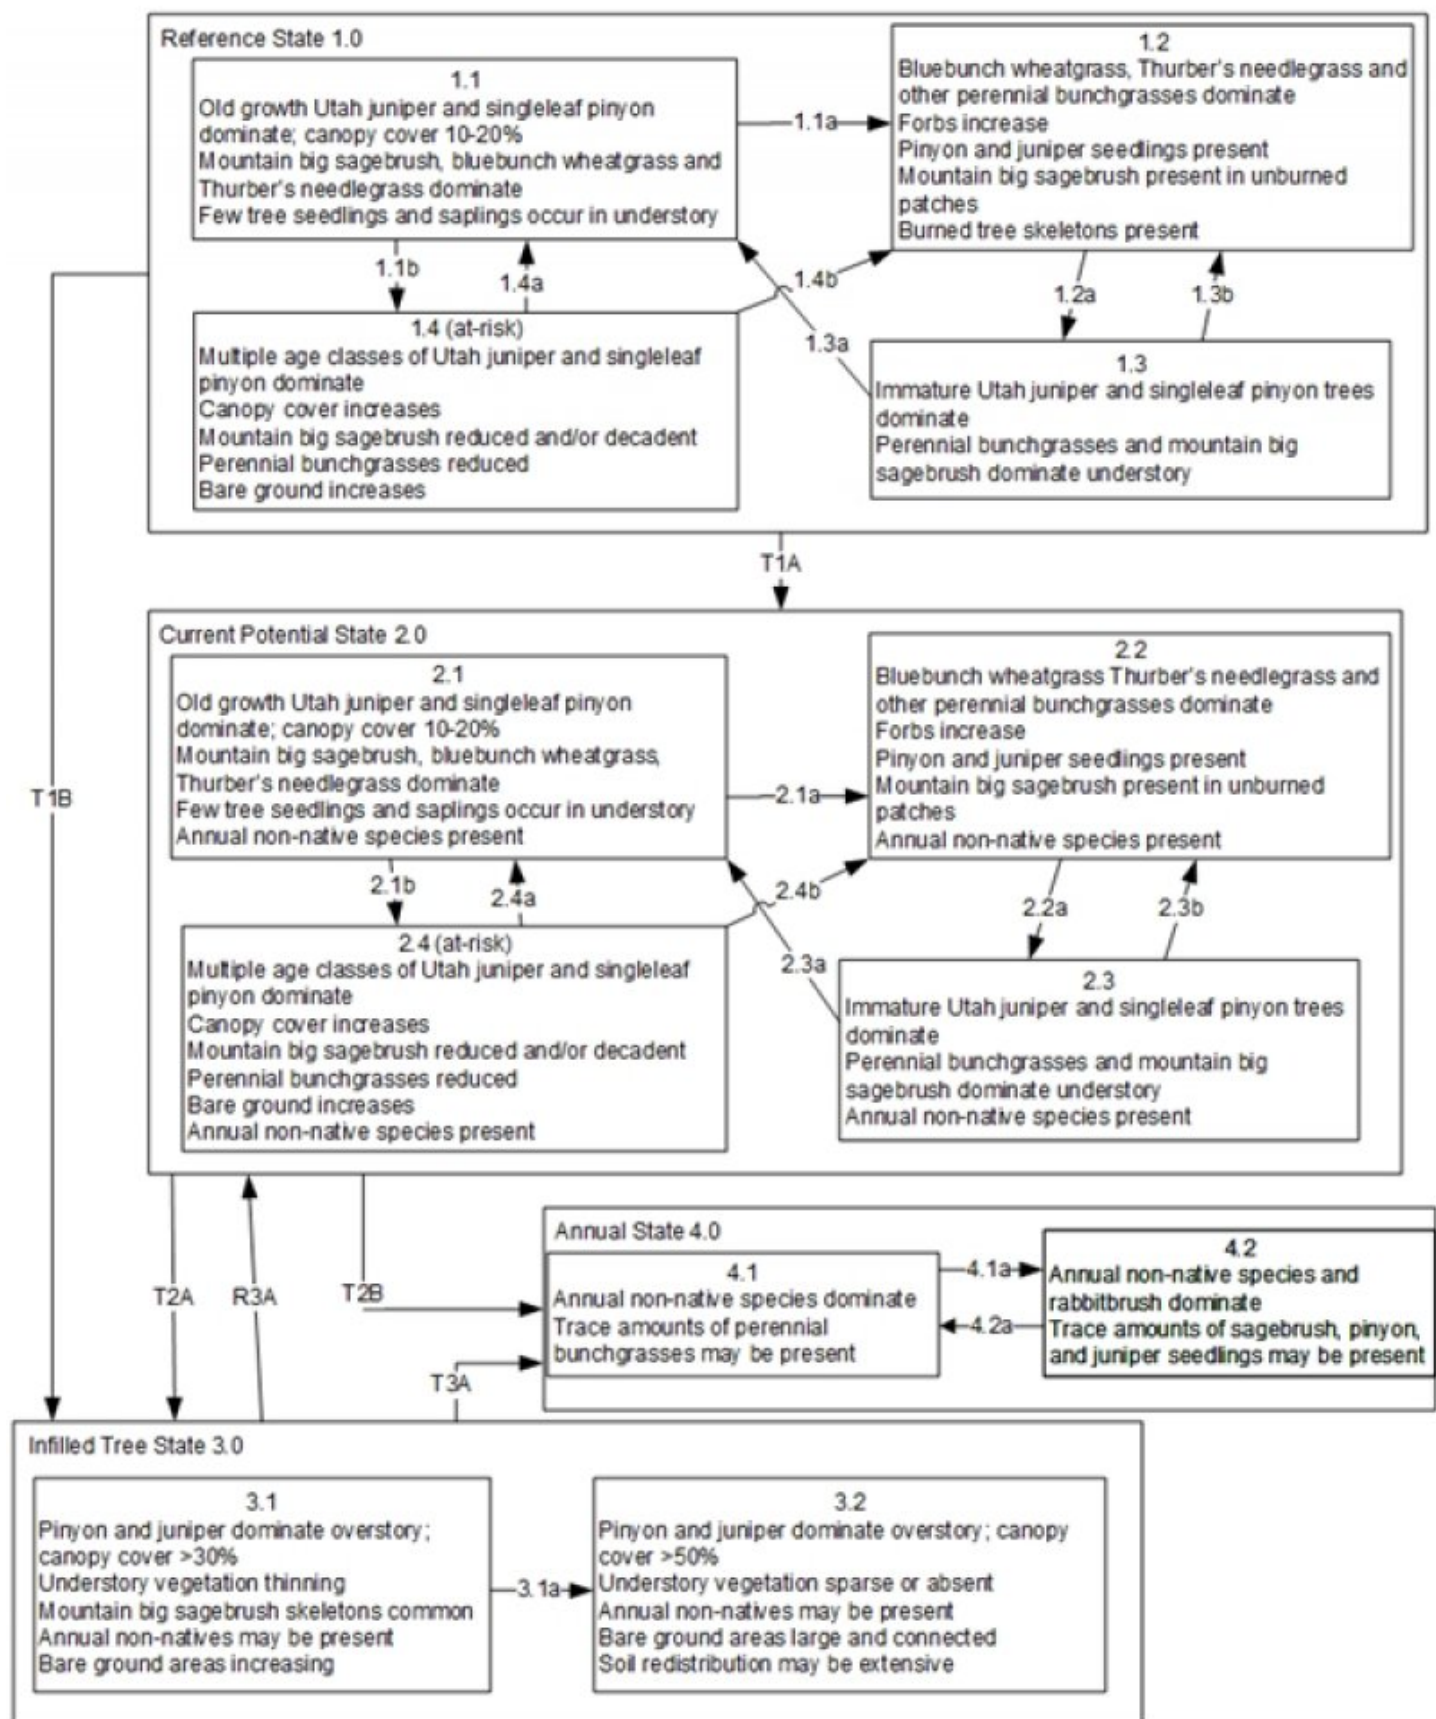 Reference State 1.0
1.1
Old growth Utah juniper and singleleaf pinyon
dominate; canopy cover 10-20%
Mountain big sagebrush, bluebunch wheatgrass and
Thurber's needlegrass dominate
Few tree seedlings and saplings occur in understory
1.1a
1.2
Bluebunch wheatgrass, Thurber's needlegrass and
other perennial bunchgrasses dominate
Forbs increase
Pinyon and juniper seedlings present
Mountain big sagebrush present in unburned
patches
Burned tree skeletons present
1.1b
1.4a
1.4b
1.2a
1.3b
1.3a
1.4 (at-risk)
Multiple age classes of Utah juniper and singleleaf
pinyon dominate
Canopy cover increases
Mountain big sagebrush reduced and/or decadent
Perennial bunchgrasses reduced
Bare ground increases
1.3
Immature Utah juniper and singleleaf pinyon trees
dominate
Perennial bunchgrasses and mountain big
sagebrush dominate understory
T1A
T1B
Current Potential State 2.0
2.1
Old growth Utah juniper and singleleaf pinyon
dominate; canopy cover 10-20%
Mountain big sagebrush, bluebunch wheatgrass,
Thurber's needlegrass dominate
Few tree seedlings and saplings occur in understory
Annual non-native species present
2.1a
2.2
Bluebunch wheatgrass Thurber's needlegrass and
other perennial bunchgrasses dominate
Forbs increase
Pinyon and juniper seedlings present
Mountain big sagebrush present in unburned
patches
Annual non-native species present
2.1b
2.4a
2.4b
2.2a
2.3b
2.3a
2.4 (at-risk)
Multiple age classes of Utah juniper and singleleaf
pinyon dominate
Canopy cover increases
Mountain big sagebrush reduced and/or decadent
Perennial bunchgrasses reduced
Bare ground increases
Annual non-native species present
2.3
Immature Utah juniper and singleleaf pinyon trees
dominate
Perennial bunchgrasses and mountain big
sagebrush dominate understory
Annual non-native species present
T2A
R3A
T2B
T3A
Annual State 4.0
4.1
Annual non-native species dominate
Trace amounts of perennial
bunchgrasses may be present
4.1a
4.2a
4.2
Annual non-native species and
rabbitbrush dominate
Trace amounts of sagebrush, pinyon,
and juniper seedlings may be present
Infilled Tree State 3.0
3.1
Pinyon and juniper dominate overstory;
canopy cover >30%
Understory vegetation thinning
Mountain big sagebrush skeletons common
Annual non-natives may be present
Bare ground areas increasing
3.1a
3.2
Pinyon and juniper dominate overstory; canopy
cover >50%
Understory vegetation sparse or absent
Annual non-natives may be present
Bare ground areas large and connected
Soil redistribution may be extensive